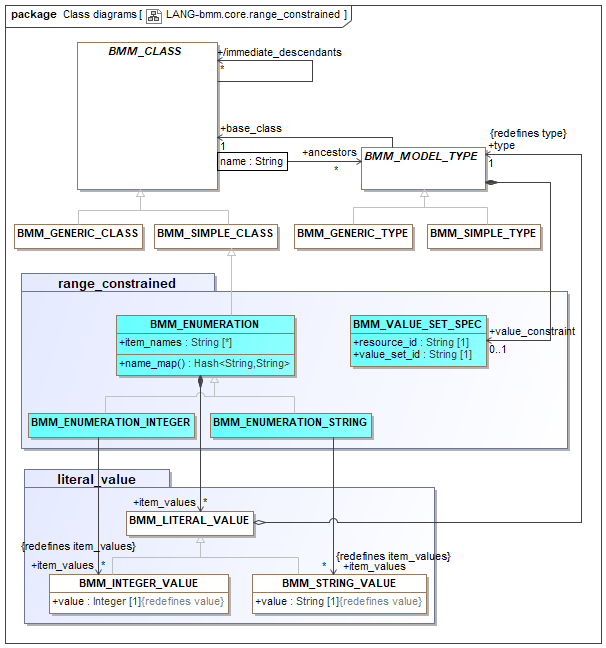 package Class diagrams [ LANG-bmm.core.range_constrained ]
BMM_CLASS
+/immediate_descendants
*
+base_class
1
{redefines type}
+type
1
name : String
+ancestors
*
BMM_MODEL_TYPE
BMM_GENERIC_CLASS
BMM_SIMPLE_CLASS
BMM_GENERIC_TYPE
BMM_SIMPLE_TYPE
range_constrained
BMM_ENUMERATION
+item_names : String [*]
+name_map() : Hash<String,String>
BMM_VALUE_SET_SPEC
+resource_id : String [1]
+value_set_id : String [1]
+value_constraint
0..1
BMM_ENUMERATION_INTEGER
BMM_ENUMERATION_STRING
literal_value
+item_values
*
BMM_LITERAL_VALUE
{redefines item_values}
+item_values
*
{redefines item_values}
+item_values
*
BMM_INTEGER_VALUE
+value : Integer [1]{redefines value}
BMM_STRING_VALUE
+value : String [1]{redefines value}